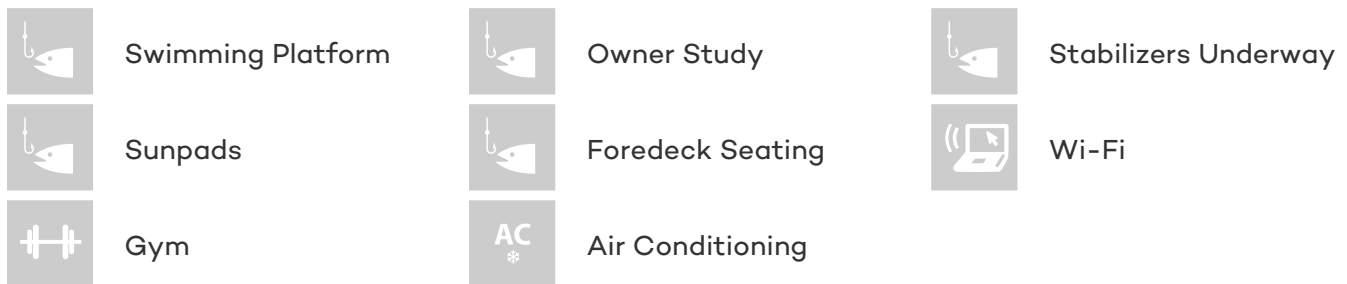 Swimming Platform
Owner Study
Stabilizers Underway
Sunpads
Foredeck Seating
Wi-Fi
Gym
AC
Air Conditioning